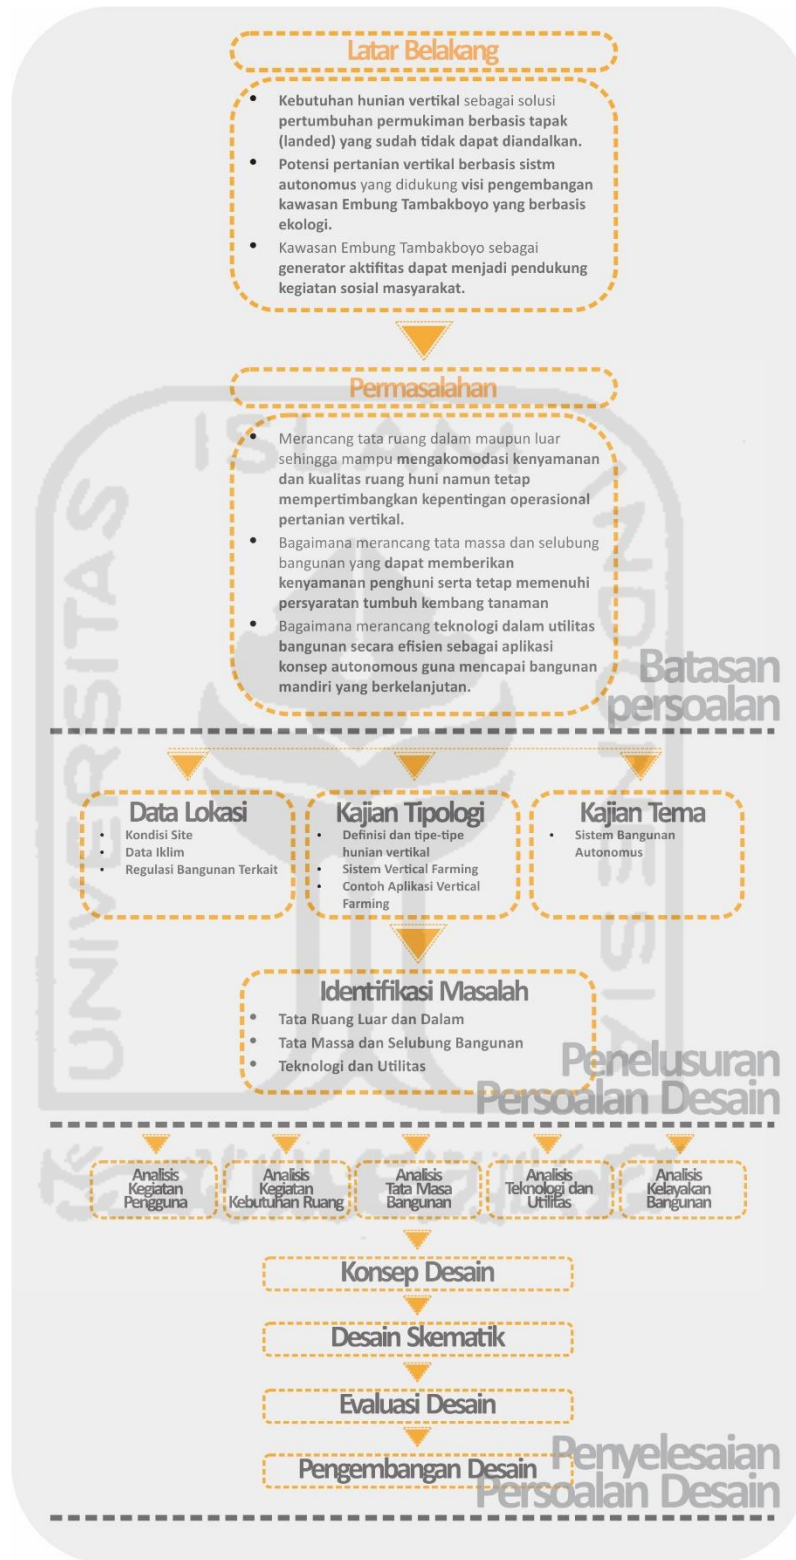 Latar Belakang
• Kebutuhan hunian vertikal sebagai solusi
pertumbuhan permukiman berbasis tapak
(landed) yang sudah tidak dapat diandalkan.
• Potensi pertanian vertikal berbasis sistm
autonomus yang didukung visi pengembangan
kawasan Embung Tambakboyo yang berbasis
ekologi.
• Kawasan Embung Tambakboyo sebagai
generator aktifitas dapat menjadi pendukung
kegiatan sosial masyarakat.
Permasalahan
• Merancang tata ruang dalam maupun luar
sehingga mampu mengakomodasi kenyamanan
dan kualitas ruang huni namun tetap
mempertimbangkan kepentingan operasional
pertanian vertikal.
• Bagaimana merancang tata massa dan selubung
bangunan yang dapat memberikan
kenyamanan penghuni serta tetap memenuhi
persyaratan tumbuh kembang tanaman
• Bagaimana merancang teknologi dalam utilitas
bangunan secara efisien sebagai aplikasi
konsep autonomous guna mencapai bangunan
mandiri yang berkelanjutan.
Batasan
persoalan
Data Lokasi
• Kondisi Site
• Data Iklim
• Regulasi Bangunan Terkait
Kajian Tipologi
• Definisi dan tipe-tipe
hunian vertikal
• Sistem Vertical Farming
• Contoh Aplikasi Vertical
Farming
Kajian Tema
• Sistem Bangunan
Autonomus
Identifikasi Masalah
• Tata Ruang Luar dan Dalam
• Tata Massa dan Selubung Bangunan
• Teknologi dan Utilitas
Penelusuran
Persoalan Desain
Analisis
Kegiatan
Pengguna
Analisis
Kegiatan
Kebutuhan Ruang
Analisis
Tata Masa
Bangunan
Analisis
Teknologi dan
Utilitas
Analisis
Kelayakan
Bangunan
Konsep Desain
Desain Skematik
Evaluasi Desain
Pengembangan Desain
Penyelesaian
Persoalan Desain
UNIVERSITAS
ISLAM
INDONESIA